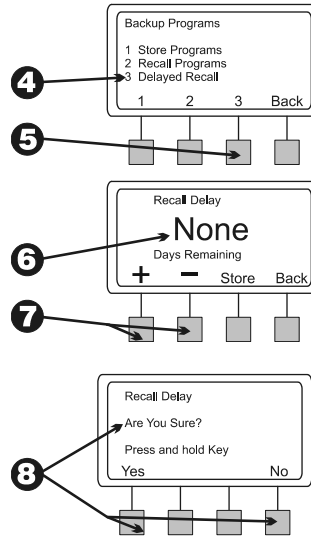 Backup Programs
1 Store Programs
2 Recall Programs
4
3 Delayed Recall
1 2 3 Back
5
Recall Delay
6
None
Days Remaining
+ − Store Back
7
Recall Delay
Are You Sure?
Press and hold Key
8
Yes No